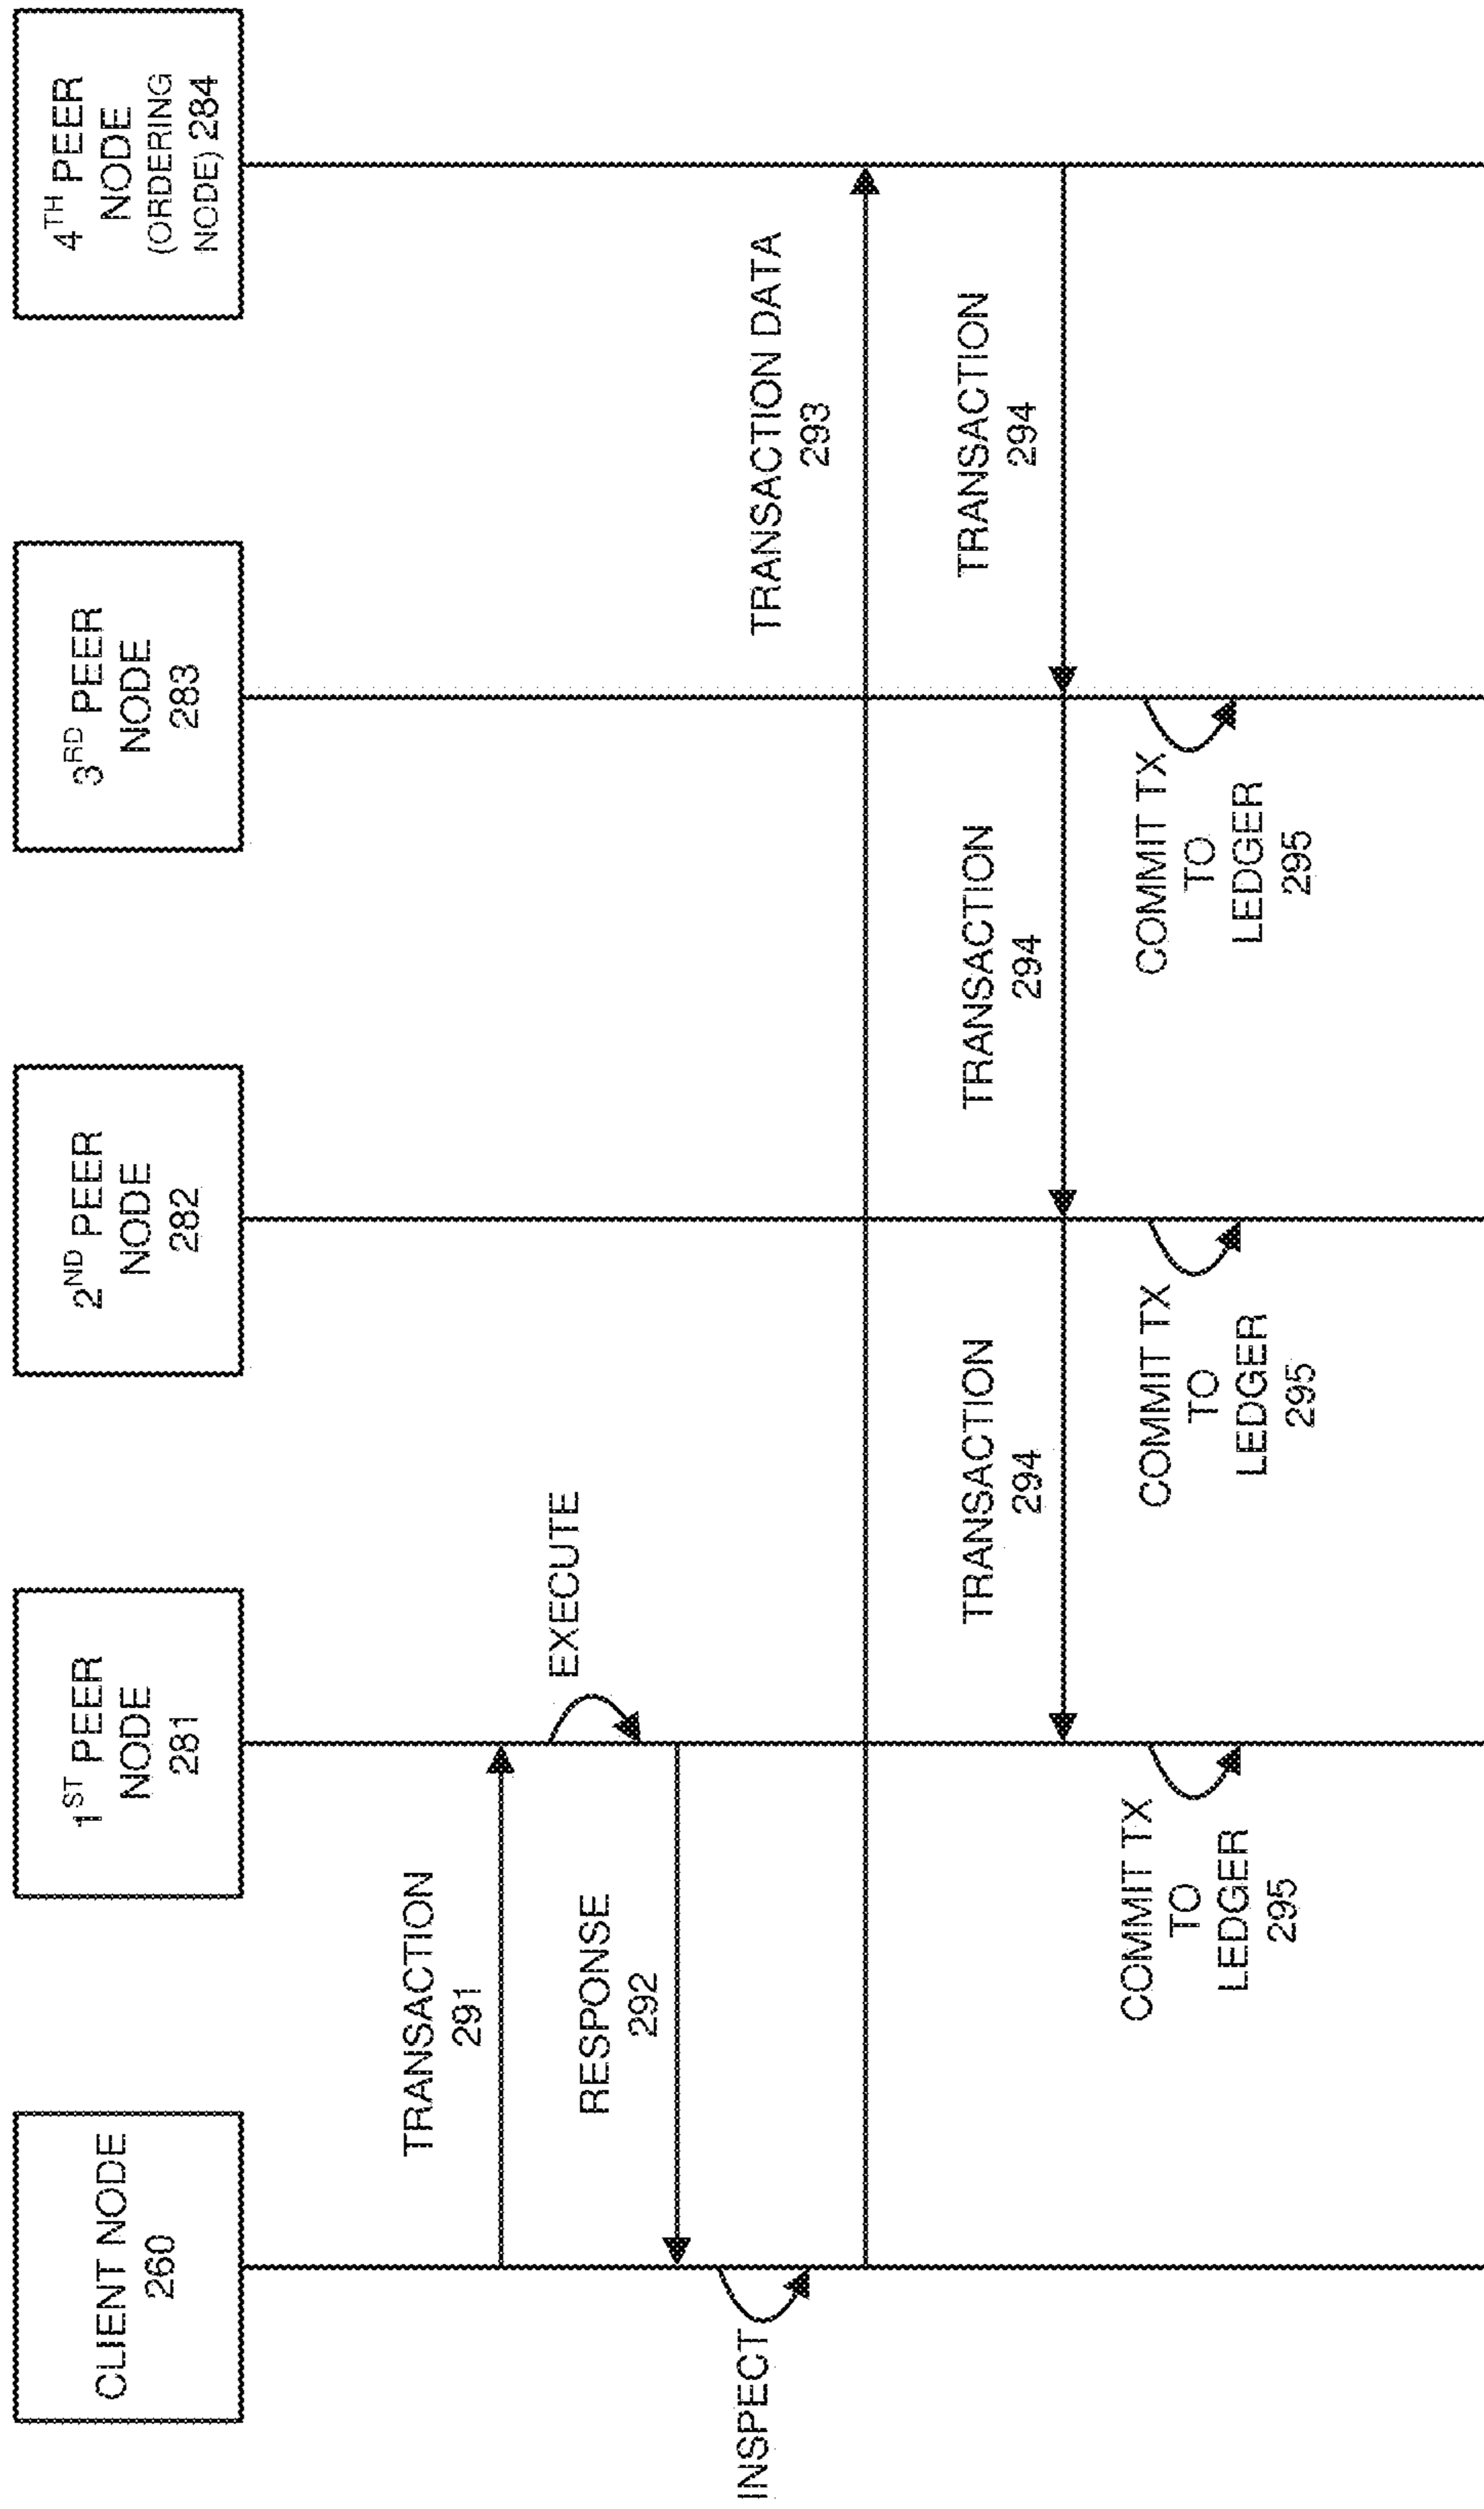 CLIENT NODE
260
1ST PEER
NODE
281
2ND PEER
NODE
282
3RD PEER
NODE
283
4TH PEER
NODE
(ORDERING
NODE) 284
TRANSACTION
291
EXECUTE
RESPONSE
292
INSPECT
TRANSACTION DATA
293
TRANSACTION
294
TRANSACTION
294
TRANSACTION
294
COMMIT TX
TO
LEDGER
295
COMMIT TX
TO
LEDGER
295
COMMIT TX
TO
LEDGER
295